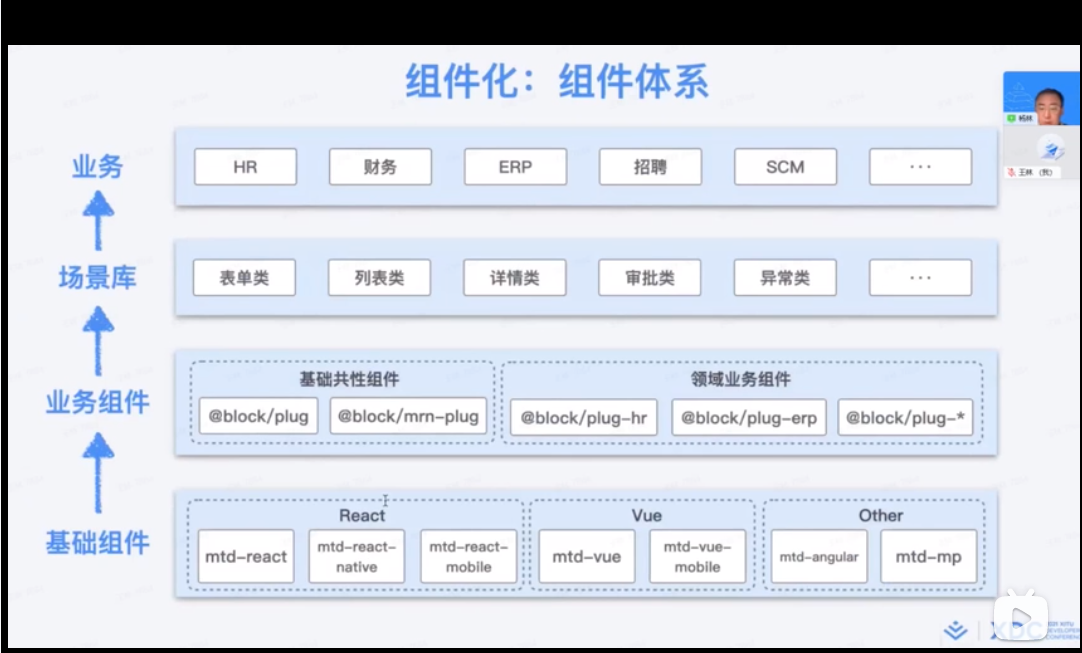 组件化：组件体系
业务
HR
财务
ERP
招聘
SCM
...
场景库
表单类
列表类
详情类
审批类
异常类
...
业务组件
基础共性组件
@block/plug
@block/mrn-plug
领域业务组件
@block/plug-hr
@block/plug-erp
@block/plug-*
基础组件
React
mtd-react
mtd-react-
native
mtd-react-
mobile
Vue
mtd-vue
mtd-vue-
mobile
Other
mtd-angular
mtd-mp
杨林
王林 (我)
XDC
DEVELOPER
CONFERENCE